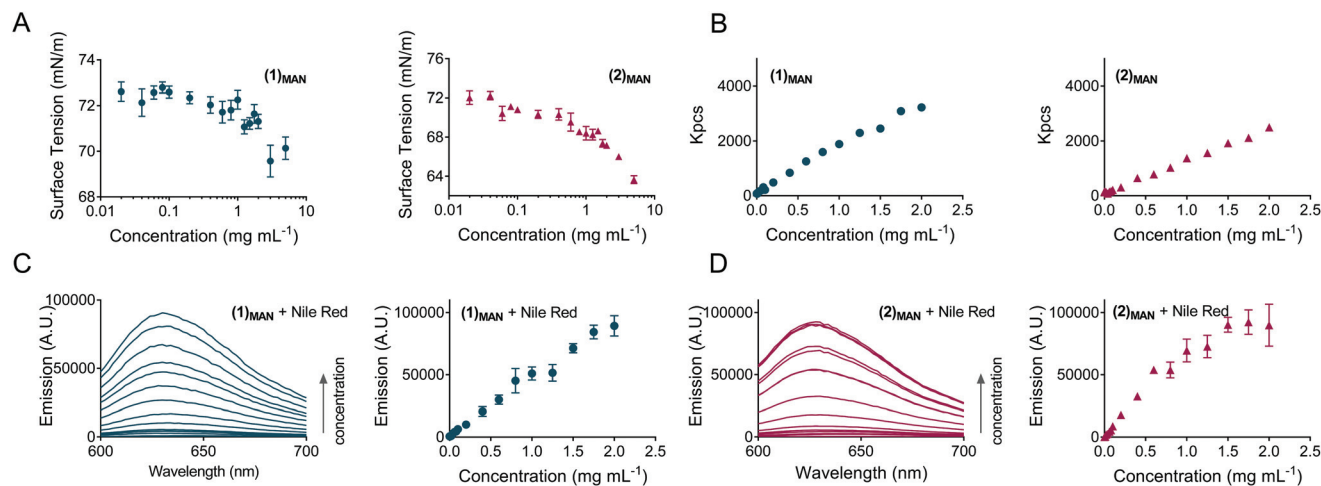 A
Surface Tension (mN/m)
74
72
70
68
0.01
0.1
1
10
Concentration (mg mL-1)
(1)MAN
Surface Tension (mN/m)
76
72
68
64
0.01
0.1
1
10
Concentration (mg mL-1)
(2)MAN
B
Kpcs
4000
2000
0
0.0
0.5
1.0
1.5
2.0
2.5
Concentration (mg mL-1)
(1)MAN
Kpcs
4000
2000
0
0.0
0.5
1.0
1.5
2.0
2.5
Concentration (mg mL-1)
(2)MAN
C
Emission (A.U.)
100000
50000
0
600
650
700
Wavelength (nm)
(1)MAN + Nile Red
concentration
Emission (A.U.)
100000
50000
0
0.0
0.5
1.0
1.5
2.0
2.5
Concentration (mg mL-1)
(1)MAN + Nile Red
D
Emission (A.U.)
100000
50000
0
600
650
700
Wavelength (nm)
(2)MAN + Nile Red
concentration
Emission (A.U.)
100000
50000
0
0.0
0.5
1.0
1.5
2.0
2.5
Concentration (mg mL-1)
(2)MAN + Nile Red